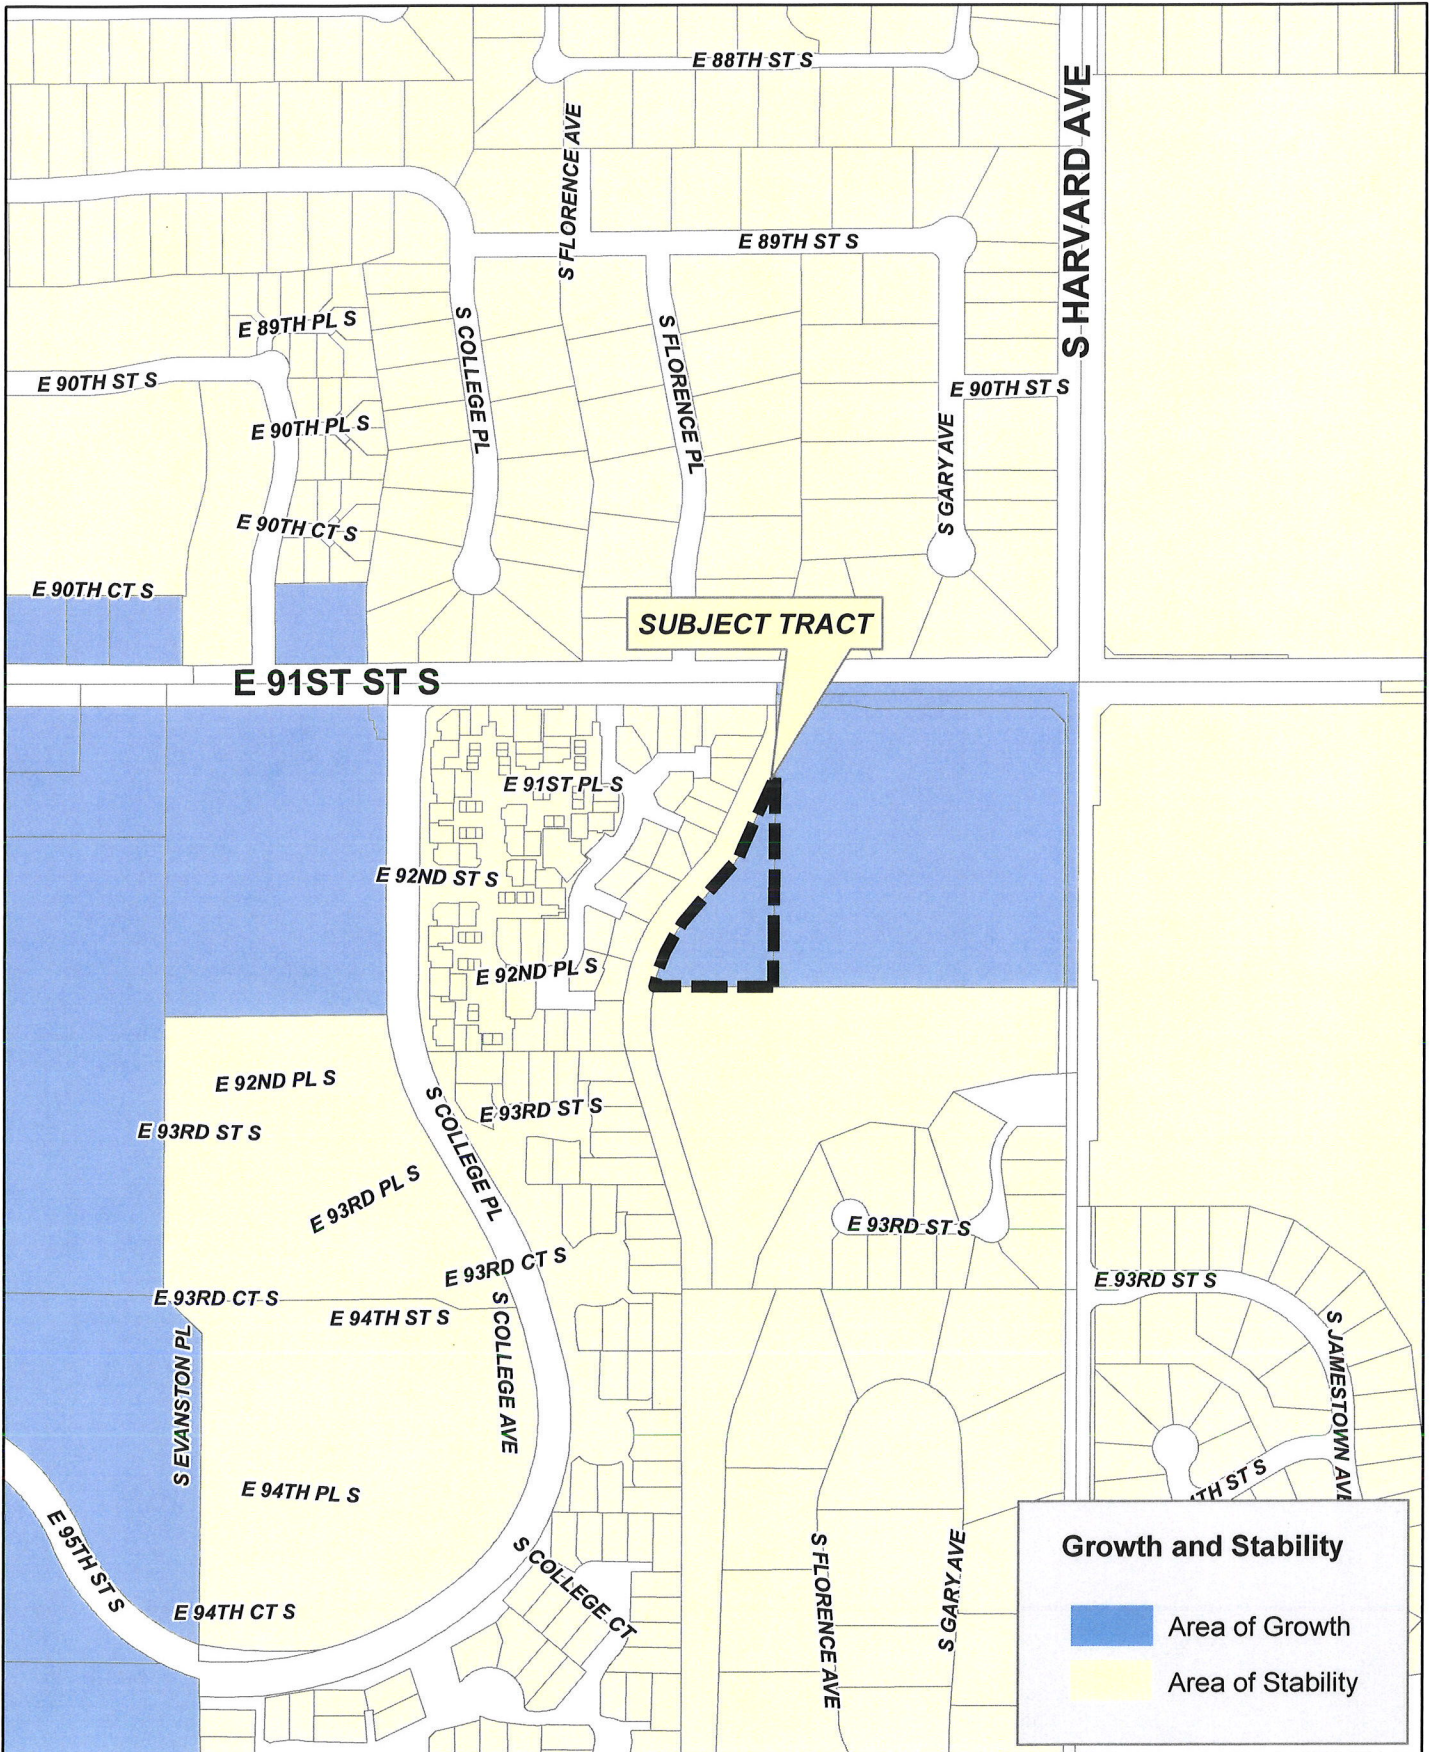 E 88TH ST S
S HARVARD AVE
S FLORENCE AVE
E 89TH ST S
E 89TH PL S
S COLLEGE PL
S FLORENCE PL
E 90TH ST S
E 90TH ST S
E 90TH PL S
S GARY AVE
E 90TH CT S
E 90TH CT S
SUBJECT TRACT
E 91ST ST S
E 91ST PL S
E 92ND ST S
E 92ND PL S
E 92ND PL S
S COLLEGE PL
E 93RD ST S
E 93RD ST S
E 93RD PL S
E 93RD ST S
E 93RD CT S
E 93RD ST S
E 93RD CT S
E 94TH ST S
S COLLEGE AVE
S EVANSTON PL
S JAMESTOWN AVE
E 94TH PL S
TH ST S
E 95TH ST S
S COLLEGE CT
S FLORENCE AVE
S GARY AVE
E 94TH CT S
Growth and Stability
Area of Growth
Area of Stability